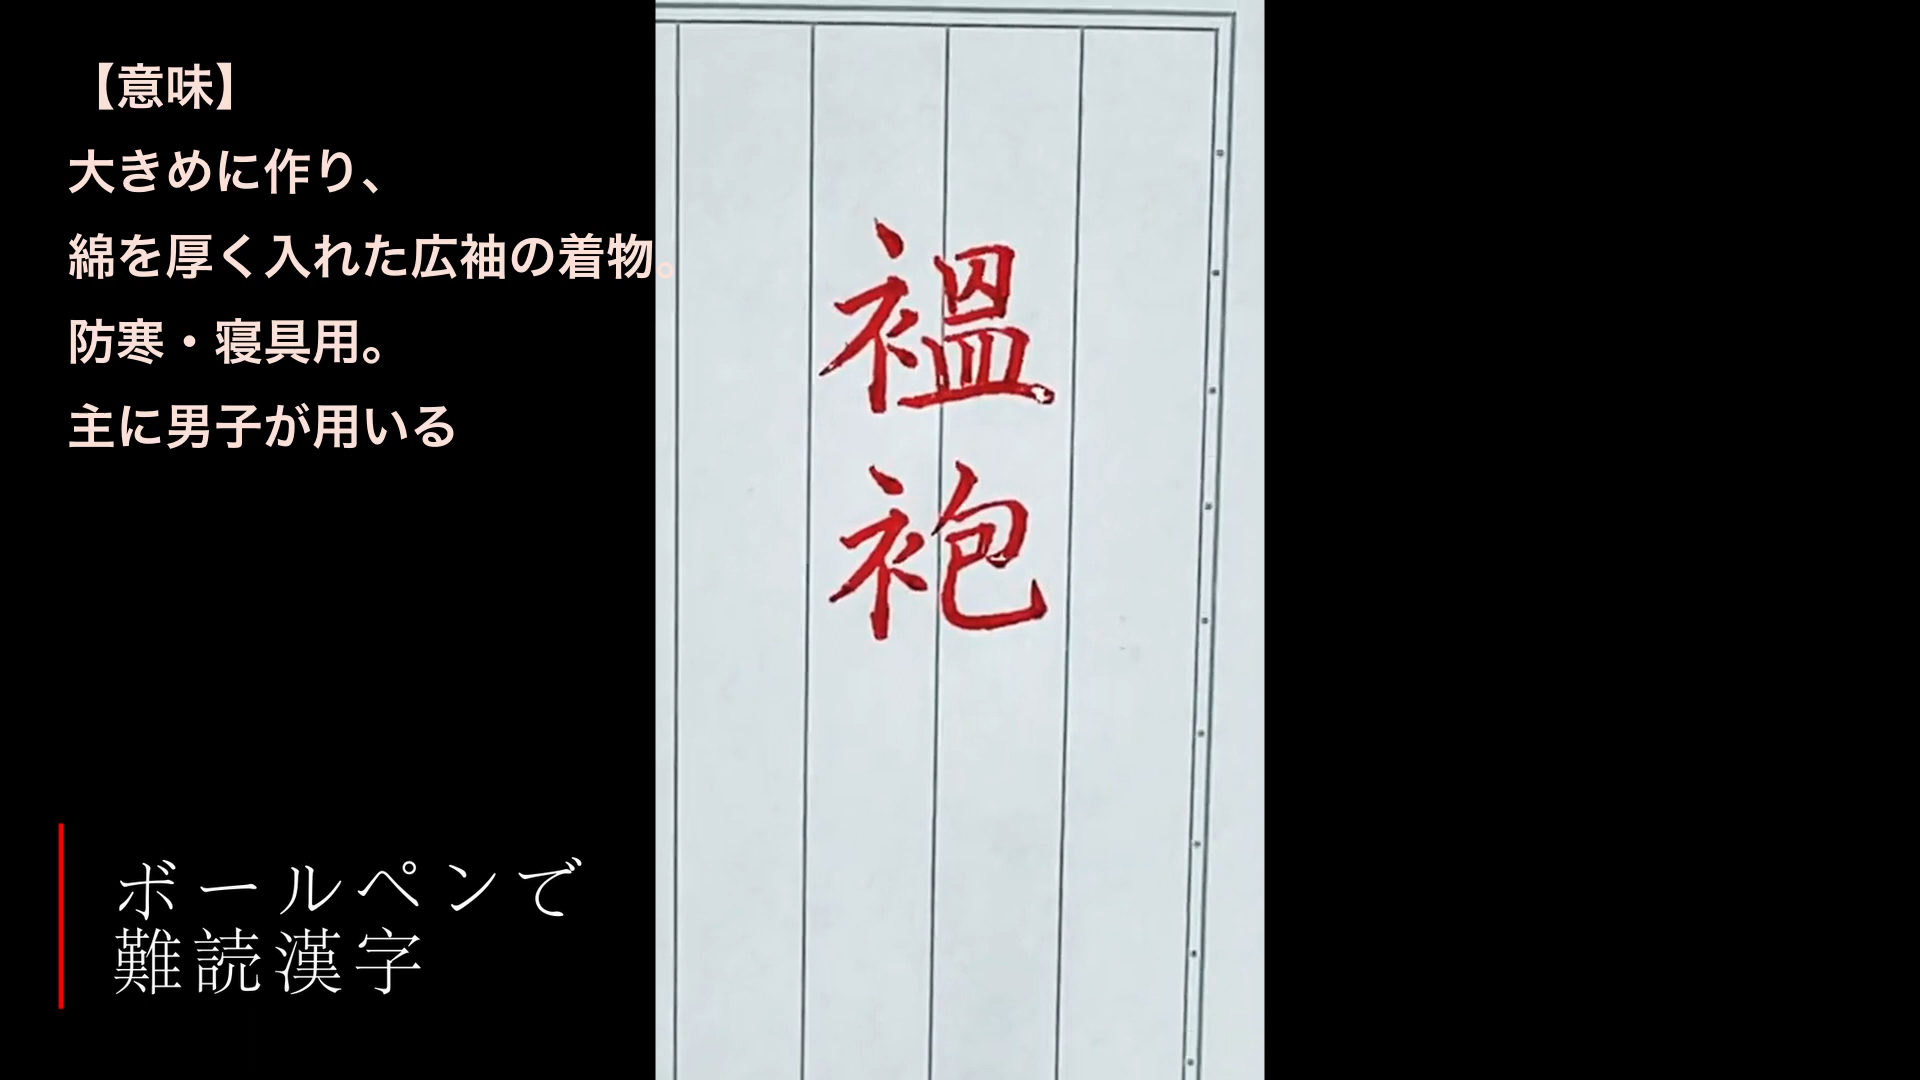 【意味】
大きめに作り、
綿を厚く入れた広袖の着物。
防寒・寝具用。
主に男子が用いる
褞袍
ボールペンで
難読漢字